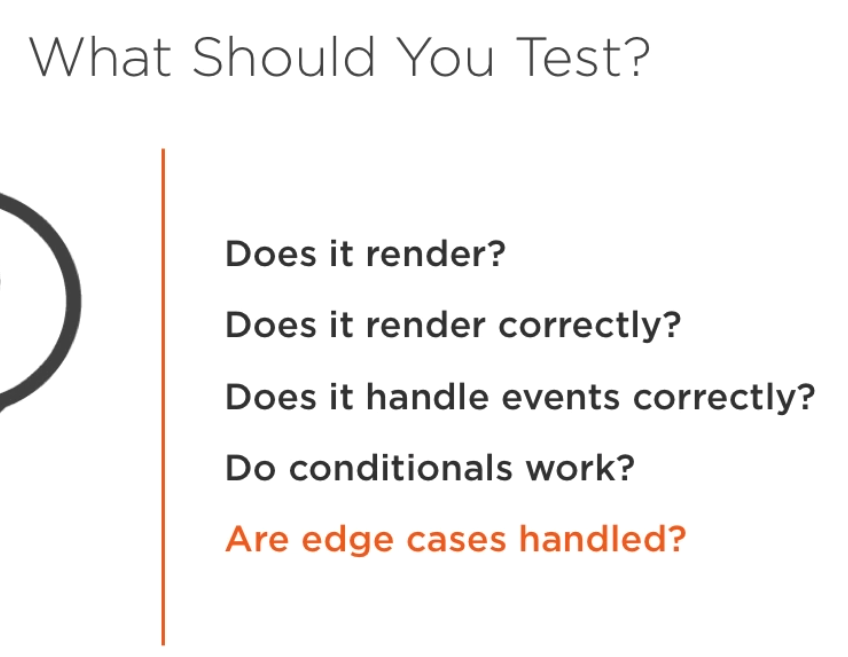 What Should You Test?
Does it render?
Does it render correctly?
Does it handle events correctly?
Do conditionals work?
Are edge cases handled?